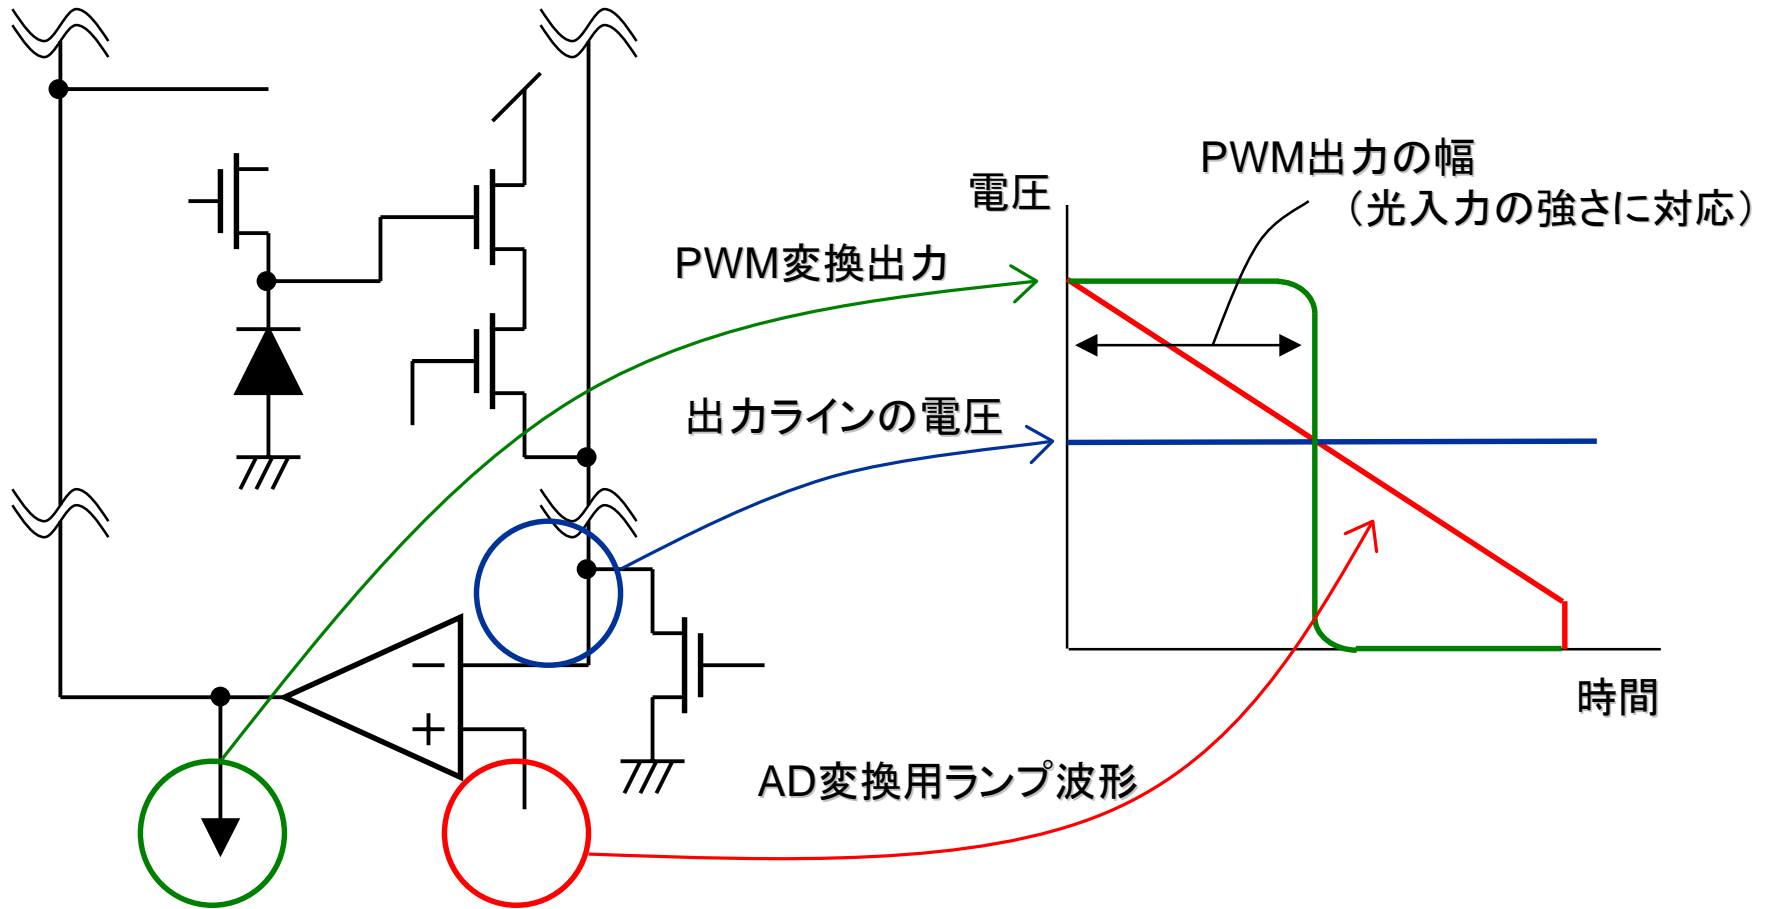 PWM出力の幅
（光入力の強さに対応）
電圧
PWM変換出力
出力ラインの電圧
−
+
時間
AD変換用ランプ波形